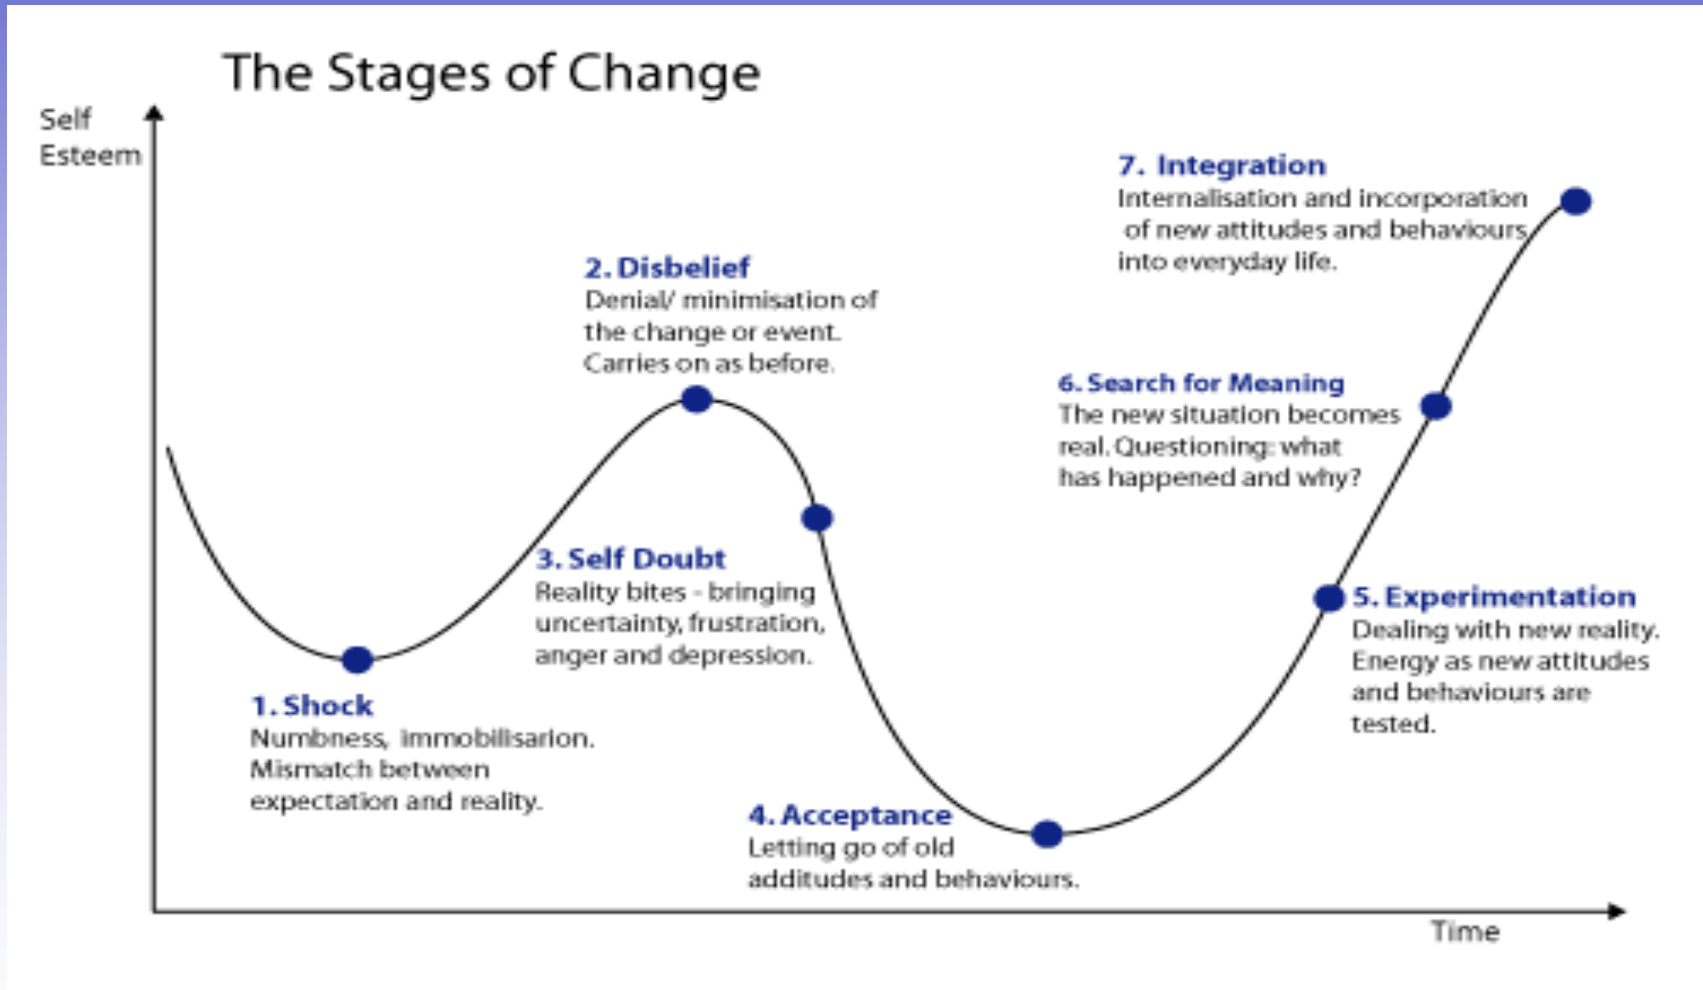 The Stages of Change
Self
Esteem
7. Integration
Internalisation and incorporation
of new attitudes and behaviours
into everyday life.
2. Disbelief
Denial/ minimisation of
the change or event.
Carries on as before.
6. Search for Meaning
The new situation becomes
real. Questioning: what
has happened and why?
3. Self Doubt
Reality bites - bringing
uncertainty, frustration,
anger and depression.
5. Experimentation
Dealing with new reality.
Energy as new attitudes
and behaviours are
tested.
1. Shock
Numbness, immobilisarion.
Mismatch between
expectation and reality.
4. Acceptance
Letting go of old
additudes and behaviours.
Time